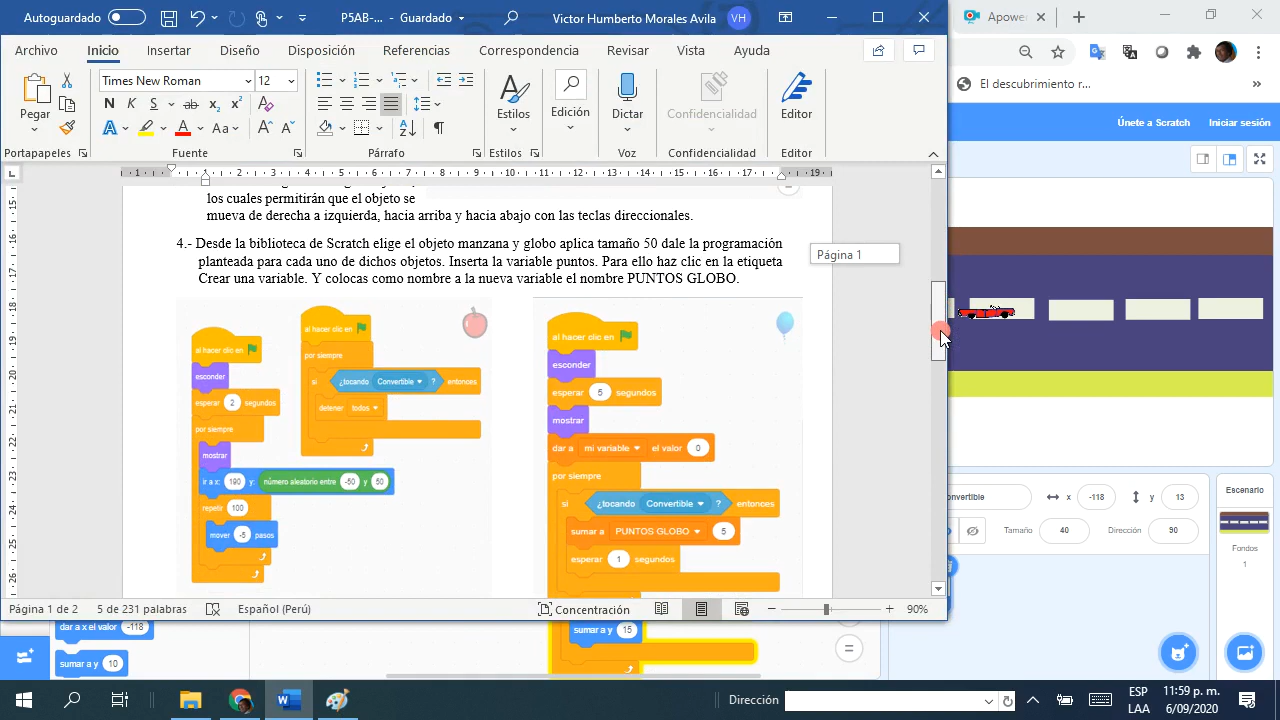 Autoguardado
P5AB-... - Guardado
Victor Humberto Morales Avila
VH
Apower
Archivo
Inicio
Insertar
Diseño
Disposición
Referencias
Correspondencia
Revisar
Vista
Ayuda
El descubrimiento r...
Times New Roman
12
Pegar
N K S ab x₂ x²
Estilos
Edición
Dictar
Confidencialidad
Editor
Únete a Scratch
Iniciar sesión
Portapapeles
Fuente
Párrafo
Estilos
Voz
Confidencialidad
Editor
los cuales permitirán que el objeto se
mueva de derecha a izquierda, hacia arriba y hacia abajo con las teclas direccionales.
4.- Desde la biblioteca de Scratch elige el objeto manzana y globo aplica tamaño 50 dale la programación
planteada para cada uno de dichos objetos. Inserta la variable puntos. Para ello haz clic en la etiqueta
Crear una variable. Y colocas como nombre a la nueva variable el nombre PUNTOS GLOBO.
Página 1
al hacer clic en
esconder
esperar 2 segundos
por siempre
mostrar
ir a x: 190 y: número aleatorio entre -50 y 50
repetir 100
mover -5 pasos
al hacer clic en
por siempre
si ¿tocando Convertible ? entonces
detener todos
al hacer clic en
esconder
esperar 5 segundos
mostrar
dar a mi variable el valor 0
por siempre
si ¿tocando Convertible ? entonces
sumar a PUNTOS GLOBO 5
esperar 1 segundos
onvertible
x -118
y 13
Tamaño 40
Dirección 90
Escenario
Fondos
1
Página 1 de 2
5 de 231 palabras
Español (Perú)
Concentración
90%
dar a x el valor -118
sumar a y 10
sumar a y 15
Dirección
ESP
LAA
11:59 p. m.
6/09/2020